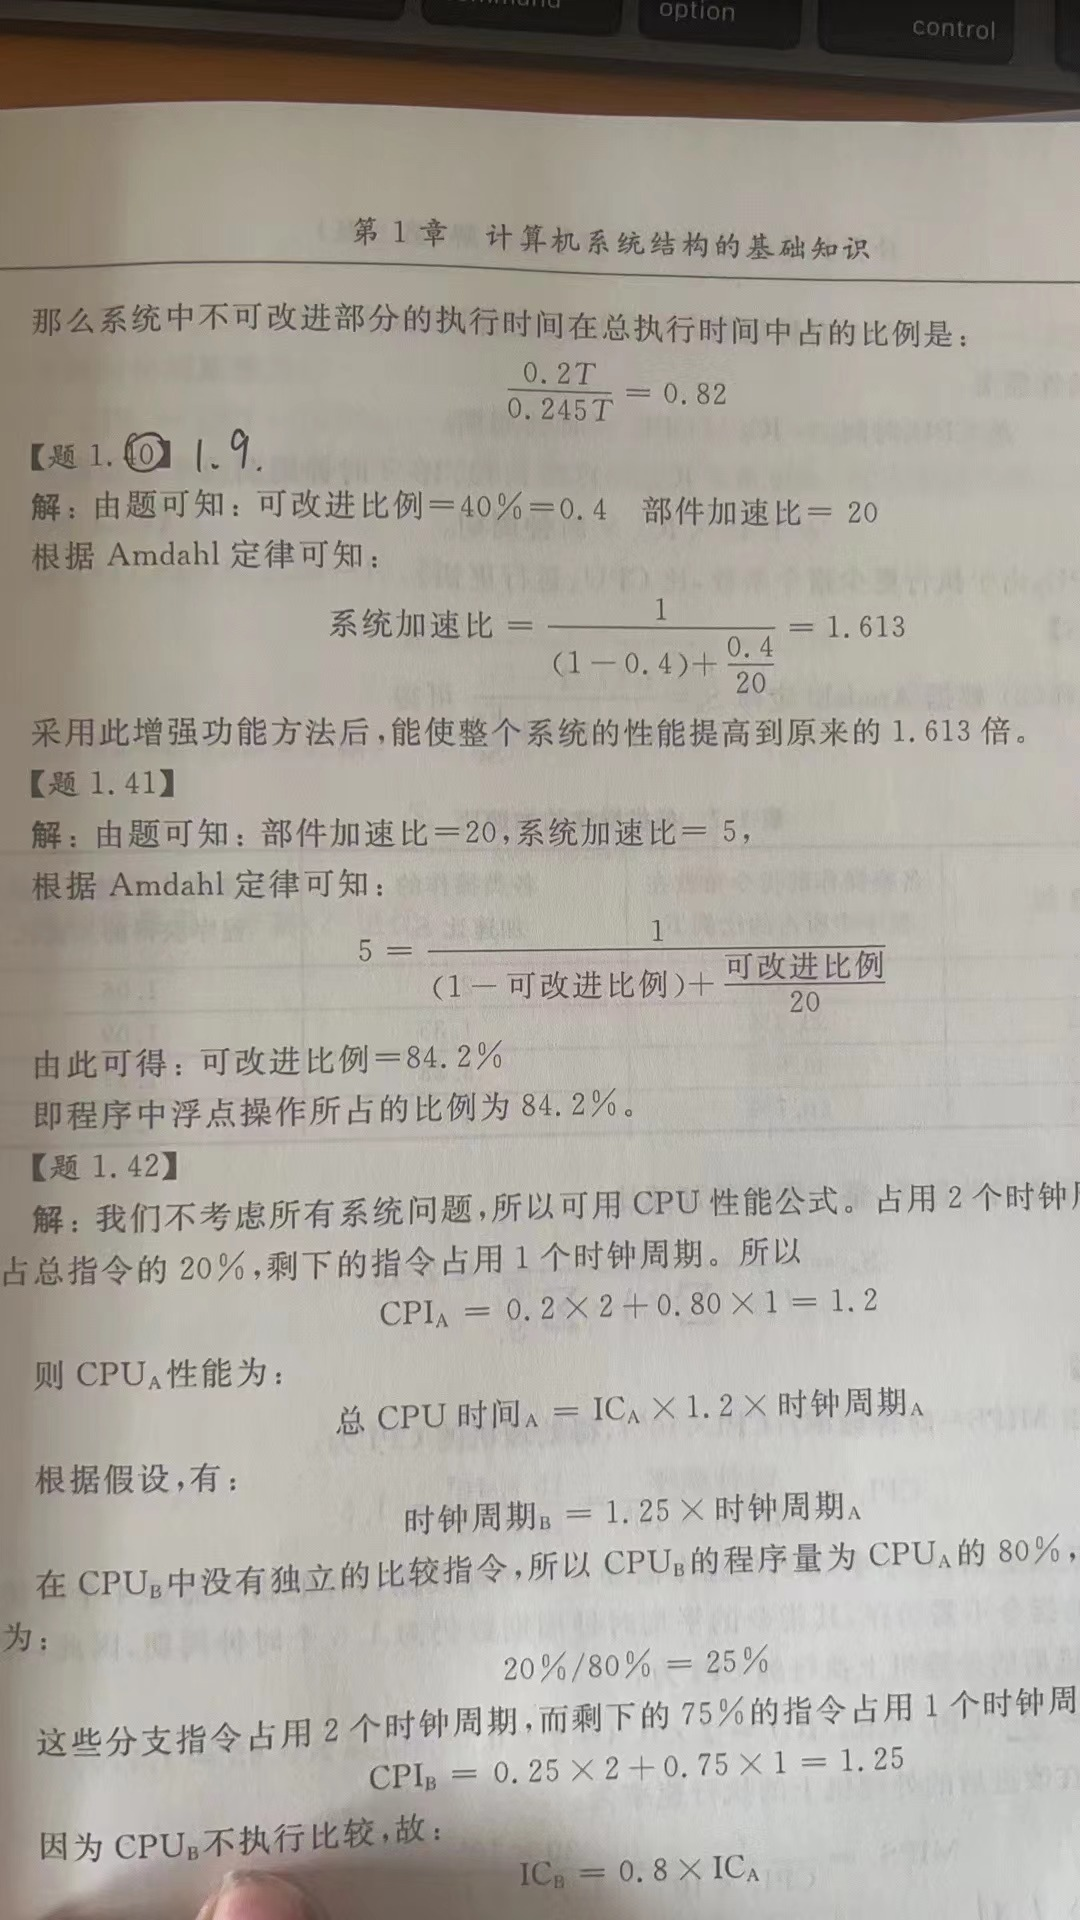 option
control
第1章 计算机系统结构的基础知识
那么系统中不可改进部分的执行时间在总执行时间中占的比例是:
0.2T/0.245T = 0.82
【题 1.40】 1.9.
解:由题可知:可改进比例=40%=0.4 部件加速比= 20
根据 Amdahl 定律可知:
系统加速比 = 1/((1-0.4)+0.4/20) = 1.613
采用此增强功能方法后,能使整个系统的性能提高到原来的 1.613 倍。
【题 1.41】
解:由题可知:部件加速比=20,系统加速比= 5,
根据 Amdahl 定律可知:
5 = 1/((1-可改进比例)+可改进比例/20)
由此可得:可改进比例=84.2%
即程序中浮点操作所占的比例为 84.2%。
【题 1.42】
解:我们不考虑所有系统问题,所以可用 CPU 性能公式。占用 2 个时钟
占总指令的 20%,剩下的指令占用 1 个时钟周期。所以
CPI_A = 0.2×2+0.80×1 = 1.2
则 CPU_A 性能为:
总 CPU 时间_A = IC_A × 1.2 × 时钟周期_A
根据假设,有:
时钟周期_B = 1.25 × 时钟周期_A
在 CPU_B 中没有独立的比较指令,所以 CPU_B 的程序量为 CPU_A 的 80%,
为:
20%/80% = 25%
这些分支指令占用 2 个时钟周期,而剩下的 75%的指令占用 1 个时钟周
CPI_B = 0.25×2+0.75×1 = 1.25
因为 CPU_B 不执行比较,故:
IC_B = 0.8×IC_A